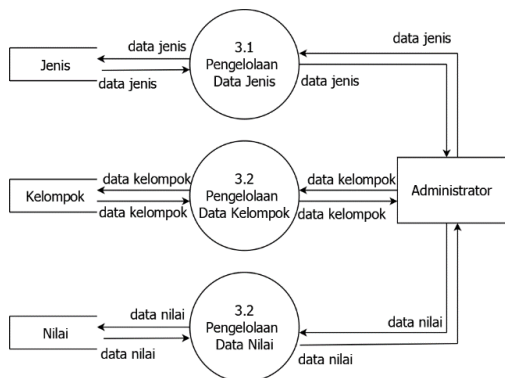 data jenis
3.1
Pengelolaan
Data Jenis
data jenis
Jenis
data jenis
data jenis
data kelompok
3.2
Pengelolaan
Data Kelompok
data kelompok
Kelompok
data kelompok
data kelompok
Administrator
data nilai
3.2
Pengelolaan
Data Nilai
data nilai
Nilai
data nilai
data nilai